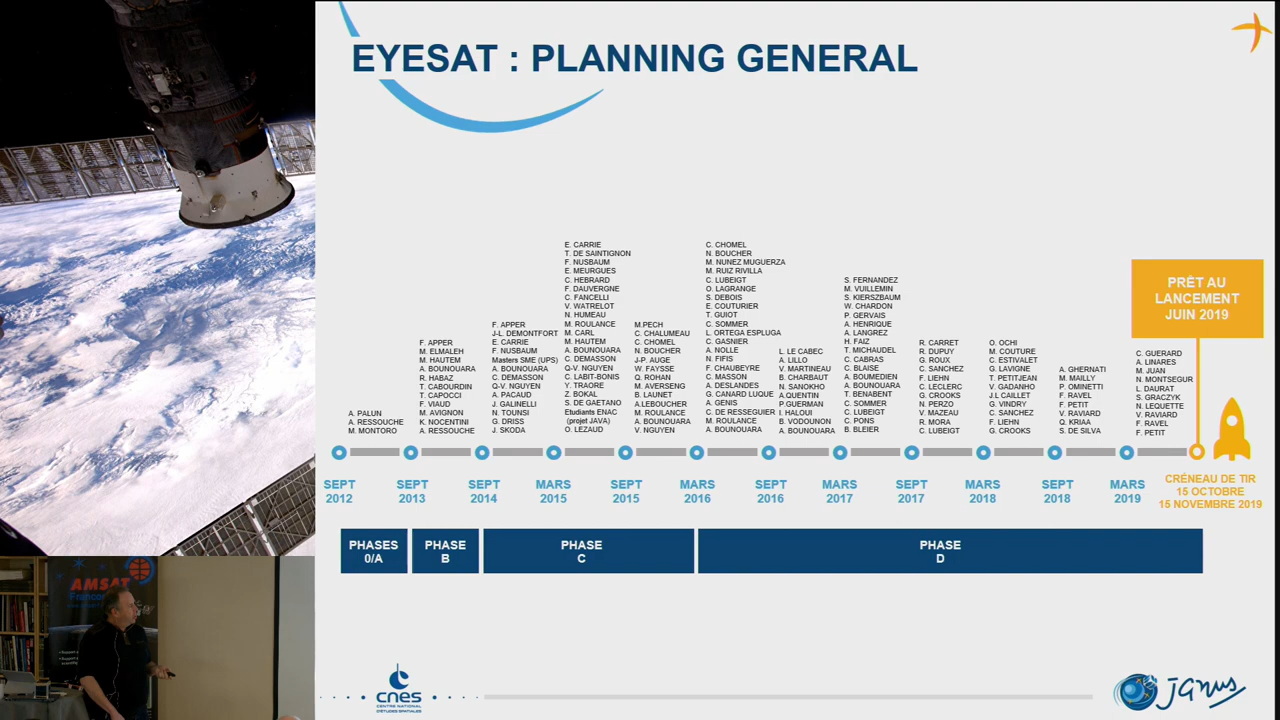 EYESAT : PLANNING GENERAL
A. PALUN
A. RESSOUCHE
M. MONTORO
F. APPER
M. ELMALEH
M. HAUTEM
A. BOUNOUARA
R. HABAZ
T. CABOURDIN
T. CAPOCCI
F. VIAUD
M. AVIGNON
K. NOCENTINI
A. RESSOUCHE
F. APPER
J-L. DEMONTFORT
E. CARRIE
F. NUSBAUM
Masters SME (UPS)
A. BOUNOUARA
C. DEMASSON
Q-V. NGUYEN
A. PACAUD
J. GALINELLI
N. TOUNSI
G. DRISS
J. SKODA
E. CARRIE
T. DE SAINTIGNON
F. NUSBAUM
E. MEURGUES
C. HEBRARD
F. DAUVERGNE
C. FANCELLI
V. WATRELOT
N. HUMEAU
M. ROULANCE
M. CARL
M. HAUTEM
A. BOUNOUARA
C. DEMASSON
Q-V. NGUYEN
C. LABIT-BONIS
Y. TRAORE
Z. BOKAL
S. DE GAETANO
Etudiants ENAC
(projet JAVA)
O. LEZAUD
M.PECH
C. CHALUMEAU
C. CHOMEL
N. BOUCHER
J-P. AUGE
W. FAYSSE
Q. ROHAN
M. AVERSENG
B. LAUNET
A.LEBOUCHER
M. ROULANCE
A. BOUNOUARA
V. NGUYEN
C. CHOMEL
N. BOUCHER
M. NUNEZ MUGUERZA
M. RUIZ RIVILLA
C. LUBEIGT
O. LAGRANGE
S. DEBOIS
E. COUTURIER
T. GUIOT
C. SOMMER
L. ORTEGA ESPLUGA
C. GASNIER
A. NOLLE
N. FIFIS
F. CHAUBEYRE
C. MASSON
A. DESLANDES
G. CANARD LUQUE
A. GENIS
C. DE RESSEGUIER
M. ROULANCE
A. BOUNOUARA
L. LE CABEC
A. LILLO
V. MARTINEAU
B. CHARBAUT
N. SANOKHO
A.QUENTIN
P.GUERMAN
I. HALOUI
B. VODOUNON
A. BOUNOUARA
S. FERNANDEZ
M. VUILLEMIN
S. KIERSZBAUM
W. CHARDON
P. GERVAIS
A. HENRIQUE
A. LANGREZ
H. FAIZ
T. MICHAUDEL
C. CABRAS
C. BLAISE
A. BOUMEDIEN
A. BOUNOUARA
T. BENABENT
C. SOMMER
C. LUBEIGT
C. PONS
B. BLEIER
R. CARRET
R. DUPUY
G. ROUX
C. SANCHEZ
F. LIEHN
C. LECLERC
G. CROOKS
N. PERZO
V. MAZEAU
R. MORA
C. LUBEIGT
O. OCHI
M. COUTURE
C. ESTIVALET
G. LAVIGNE
T. PETITJEAN
V. GADANHO
J.L CAILLET
G. VINDRY
C. SANCHEZ
F. LIEHN
G. CROOKS
A. GHERNATI
M. MAILLY
P. OMINETTI
F. RAVEL
F. PETIT
V. RAVIARD
Q. KRIAA
S. DE SILVA
C. GUERARD
A. LINARES
M. JUAN
N. MONTSEGUR
L. DAURAT
S. GRACZYK
N. LEQUETTE
V. RAVIARD
F. RAVEL
F. PETIT
PRÊT AU
LANCEMENT
JUIN 2019
SEPT
2012
SEPT
2013
SEPT
2014
MARS
2015
SEPT
2015
MARS
2016
SEPT
2016
MARS
2017
SEPT
2017
MARS
2018
SEPT
2018
MARS
2019
CRÉNEAU DE TIR
15 OCTOBRE
15 NOVEMBRE 2019
PHASES
0/A
PHASE
B
PHASE
C
PHASE
D
AMSAT
cnes
CENTRE NATIONAL
D'ÉTUDES SPATIALES
janus